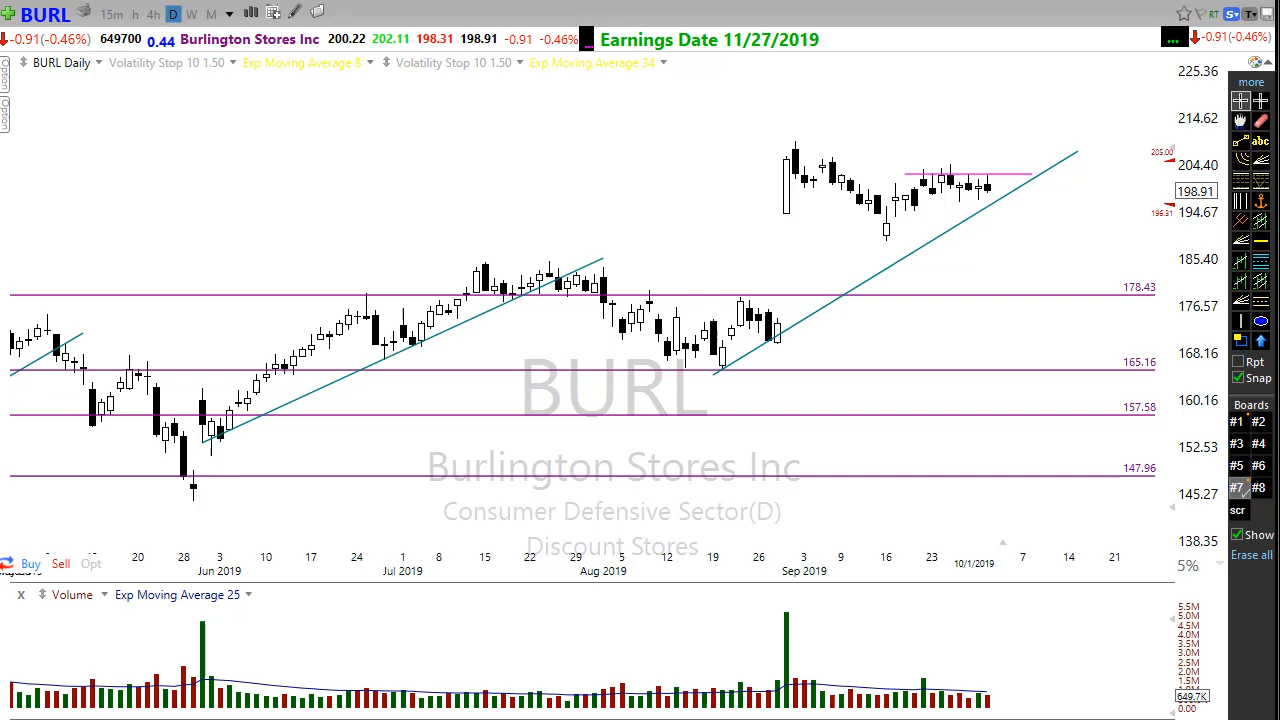 BURL 15m h 4h D W M RT S T
-0.91(-0.46%) 649700 0.44 Burlington Stores Inc 200.22 202.11 198.31 198.91 -0.91 -0.46% ... Earnings Date 11/27/2019 ... -0.91(-0.46%)
BURL Daily Volatility Stop 10 1.50 Exp Moving Average 8 Volatility Stop 10 1.50 Exp Moving Average 34
Option
Option
225.36
214.62
205.00
204.40
198.91
196.31
194.67
185.40
178.43
176.57
168.16
165.16
160.16
157.58
152.53
147.96
145.27
138.35
5%
BURL
Burlington Stores Inc
Consumer Defensive Sector(D)
Discount Stores
20 28 3 10 17 24 1 8 15 22 29 5 12 19 26 3 9 16 23 10/1/2019 7 14 21
Jun 2019 Jul 2019 Aug 2019 Sep 2019
Buy Sell Opt
X Volume Exp Moving Average 25
5.5M
5.0M
4.5M
4.0M
3.5M
3.0M
2.5M
2.0M
1.5M
649.7K
0.00
more
abc
Rpt
Snap
Boards
#1 #2
#3 #4
#5 #6
#7 #8
scr
Show
Erase all